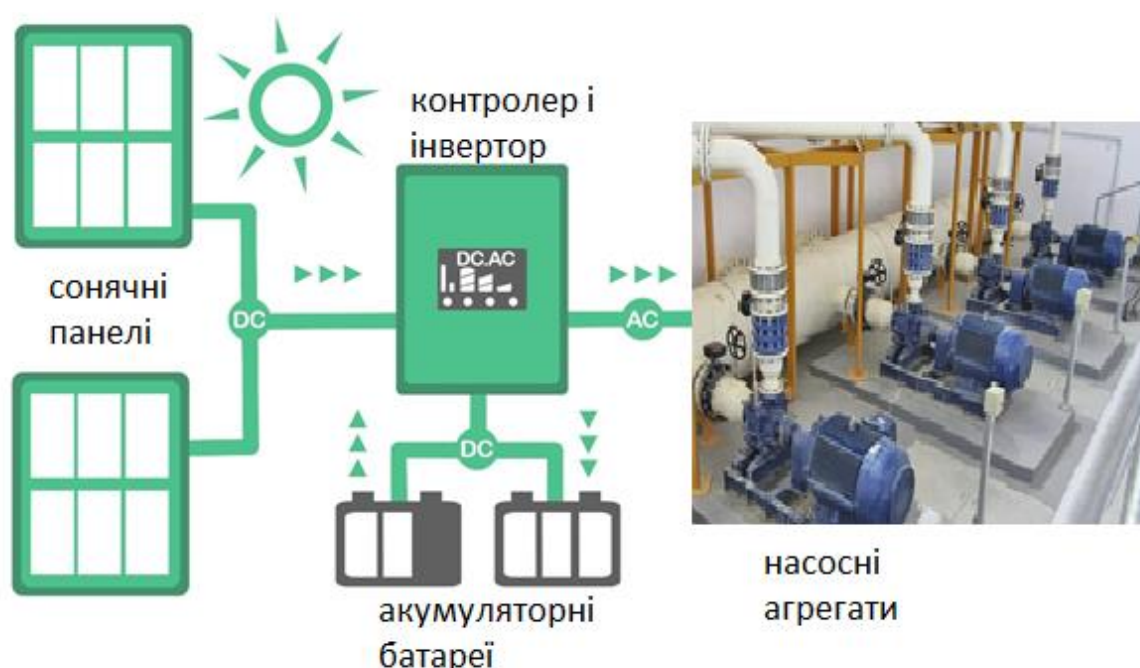 контролер і
інвертор
DC.AC
сонячні
панелі
DC
AC
DC
насосні
агрегати
акумуляторні
батареї